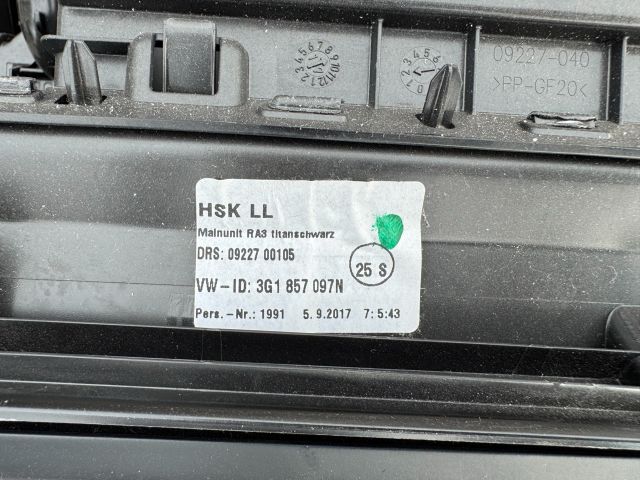 09227-040
>PP-GF20<
HSK LL
Mainunit RA3 titanschwarz
DRS: 09227 00105
25 S
VW-ID: 3G1 857 097N
Pers.-Nr.: 1991 5.9.2017 7:5:43